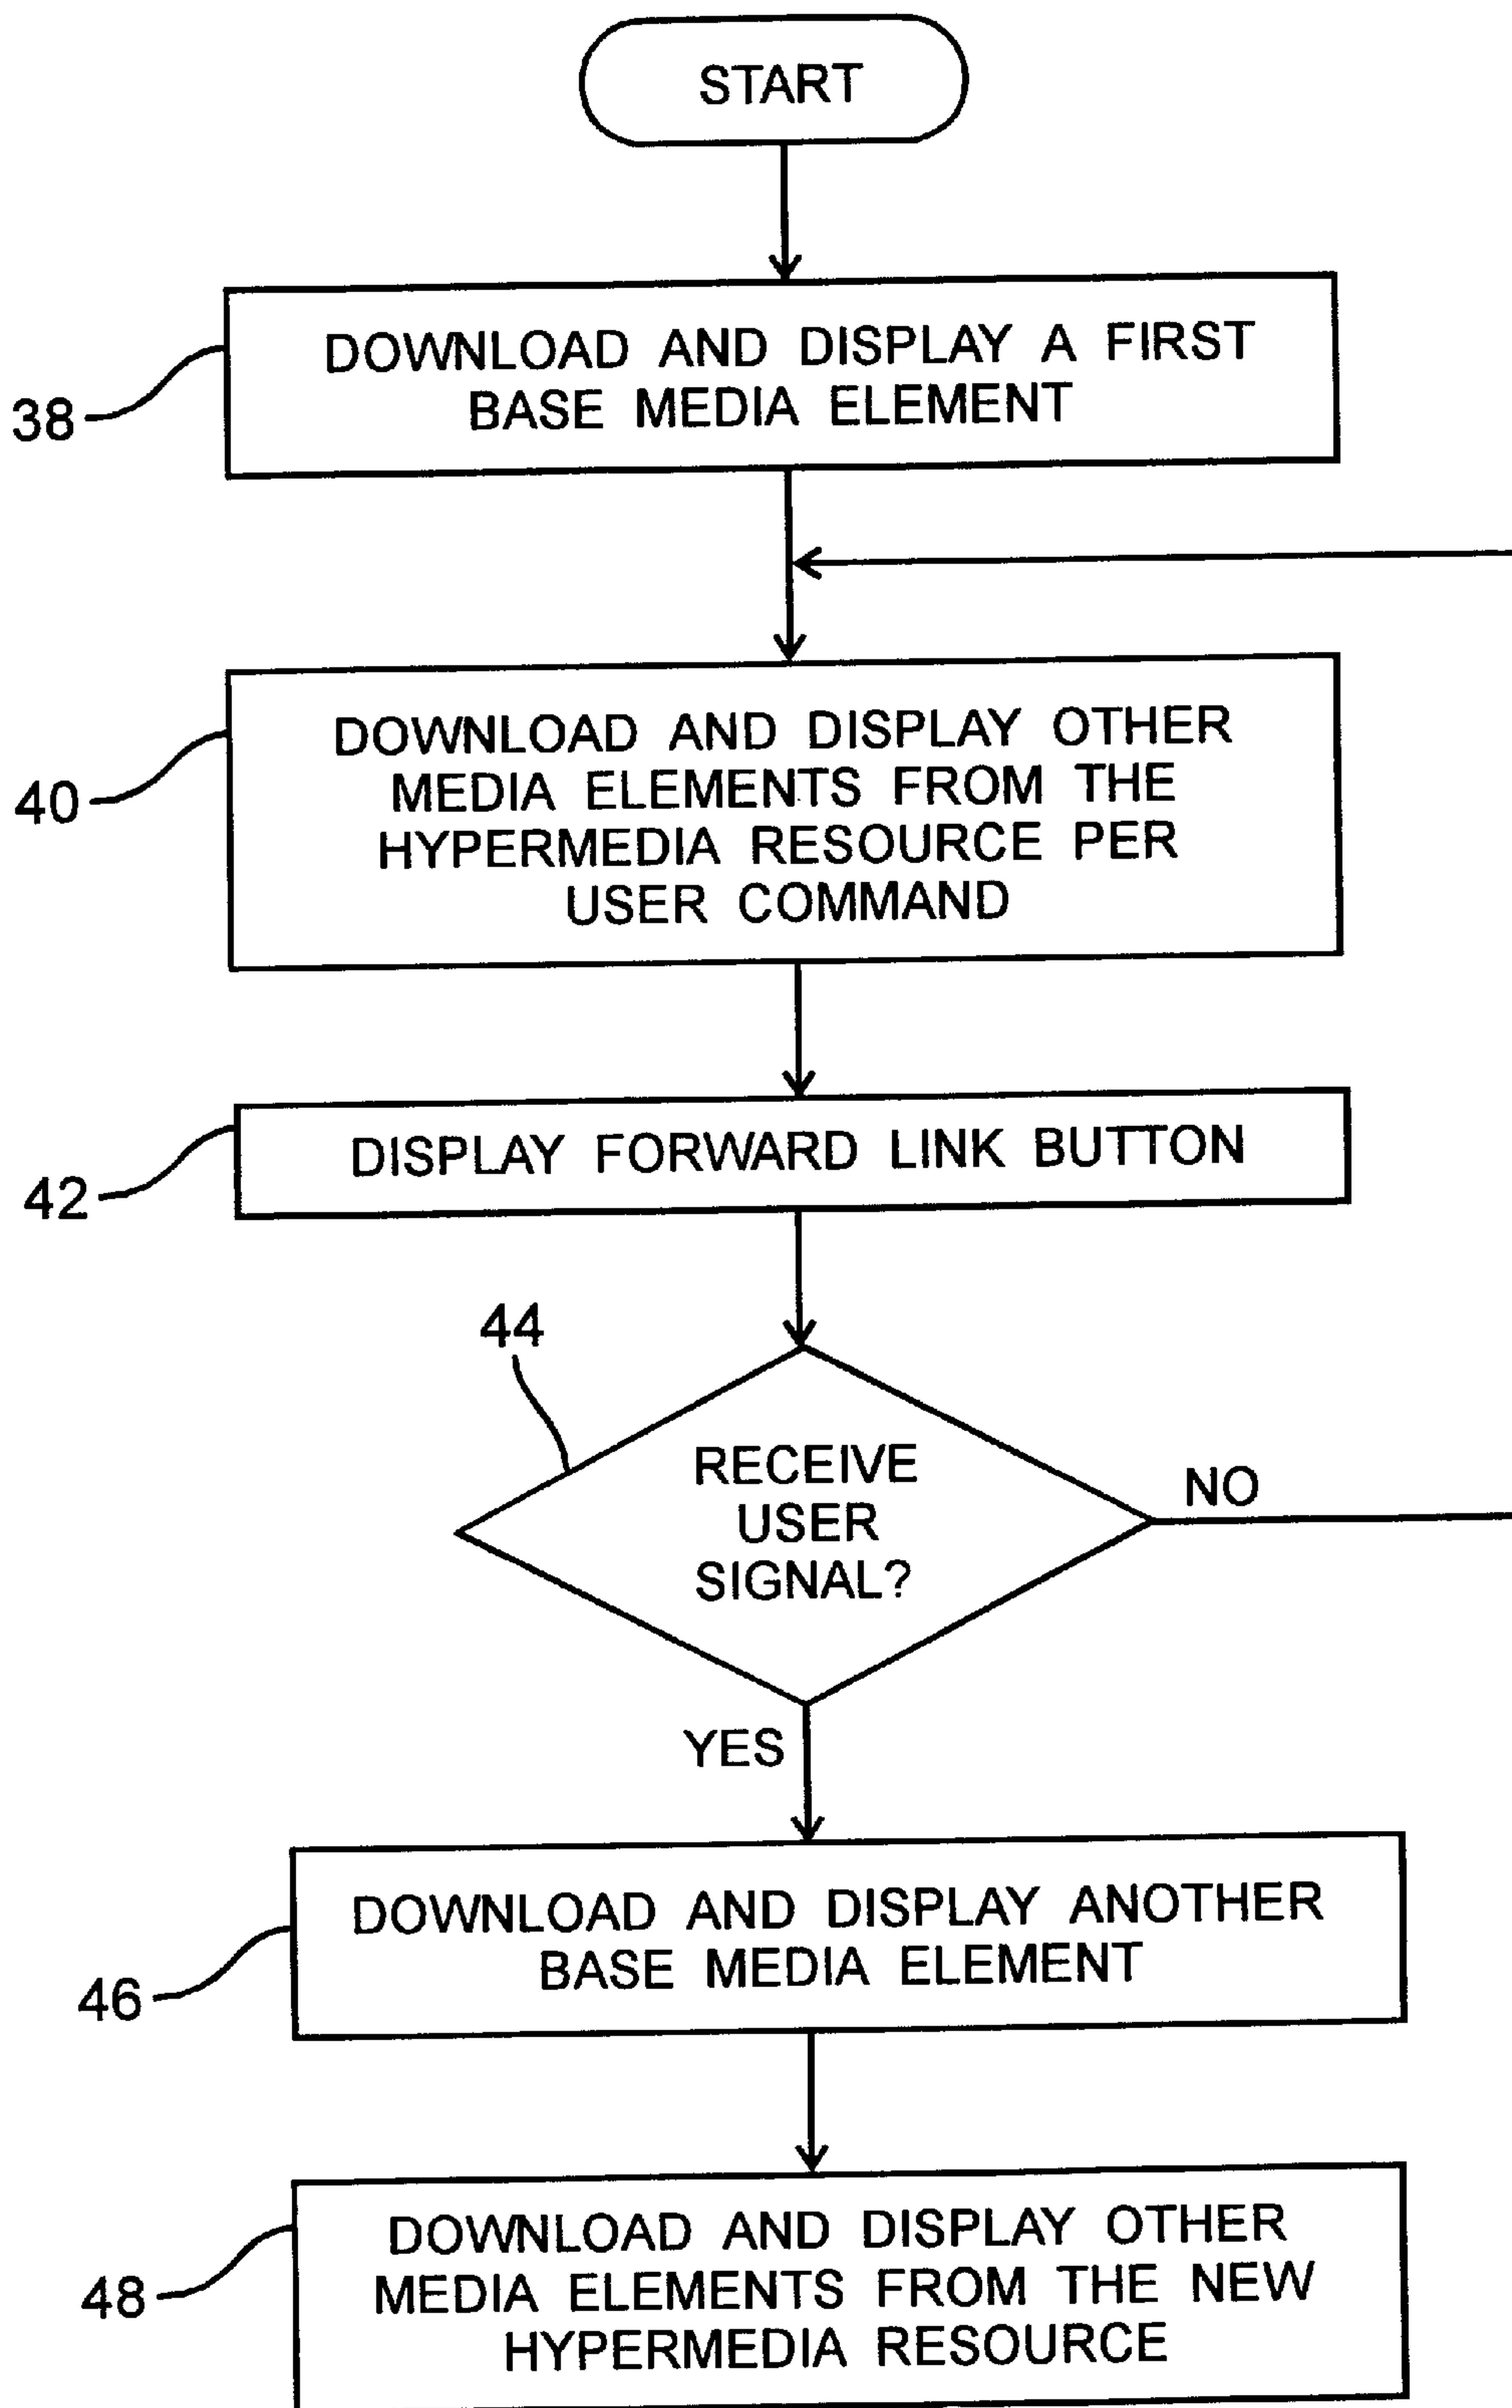 START
DOWNLOAD AND DISPLAY A FIRST
BASE MEDIA ELEMENT
38
DOWNLOAD AND DISPLAY OTHER
MEDIA ELEMENTS FROM THE
HYPERMEDIA RESOURCE PER
USER COMMAND
40
DISPLAY FORWARD LINK BUTTON
42
44
RECEIVE
USER
SIGNAL?
NO
YES
DOWNLOAD AND DISPLAY ANOTHER
BASE MEDIA ELEMENT
46
DOWNLOAD AND DISPLAY OTHER
MEDIA ELEMENTS FROM THE NEW
HYPERMEDIA RESOURCE
48